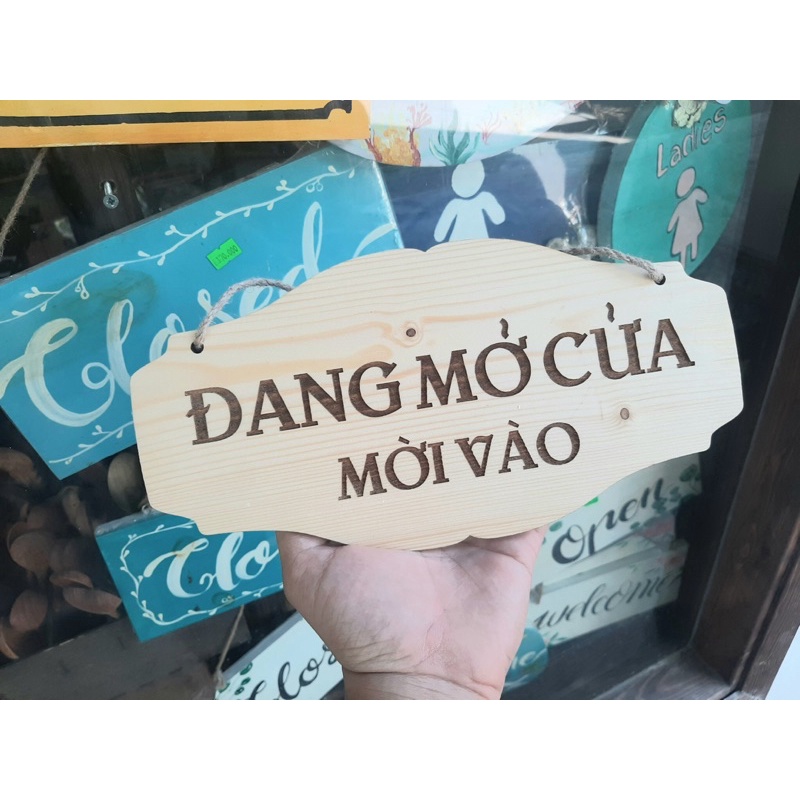 Ladies
Closed
ĐANG MỞ CỬA
MỜI VÀO
Open
welcome